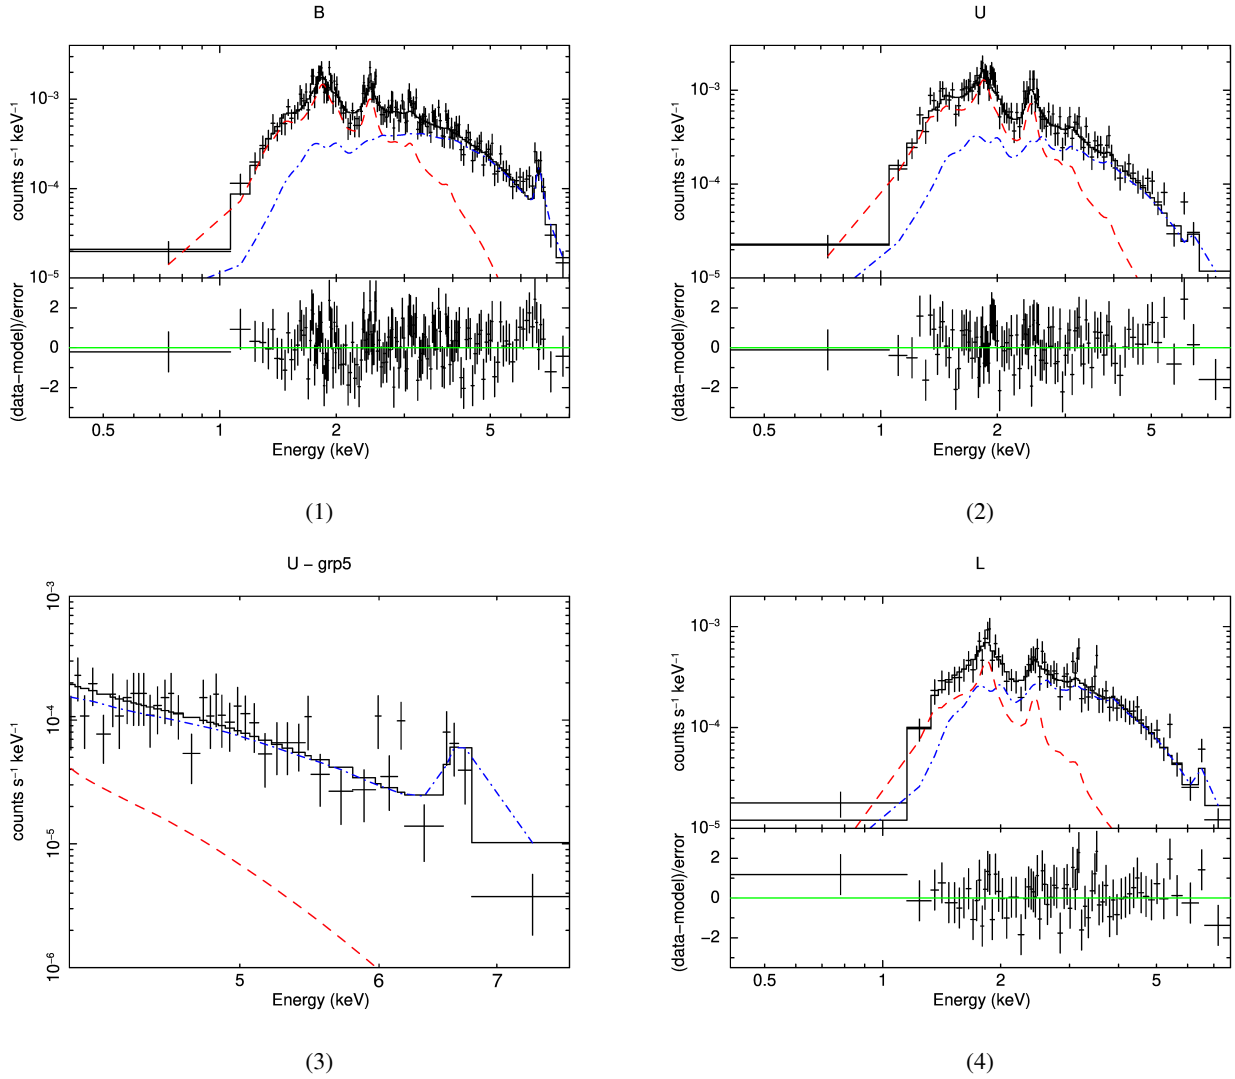 B
counts s⁻¹ keV⁻¹
10⁻³
10⁻⁴
10⁻⁵
(data−model)/error
2
0
−2
0.5 1 2 5
Energy (keV)
(1)
U
counts s⁻¹ keV⁻¹
10⁻³
10⁻⁴
10⁻⁵
(data−model)/error
2
0
−2
0.5 1 2 5
Energy (keV)
(2)
U − grp5
counts s⁻¹ keV⁻¹
10⁻³
10⁻⁴
10⁻⁵
10⁻⁶
5 6 7
Energy (keV)
(3)
L
counts s⁻¹ keV⁻¹
10⁻³
10⁻⁴
10⁻⁵
(data−model)/error
2
0
−2
0.5 1 2 5
Energy (keV)
(4)